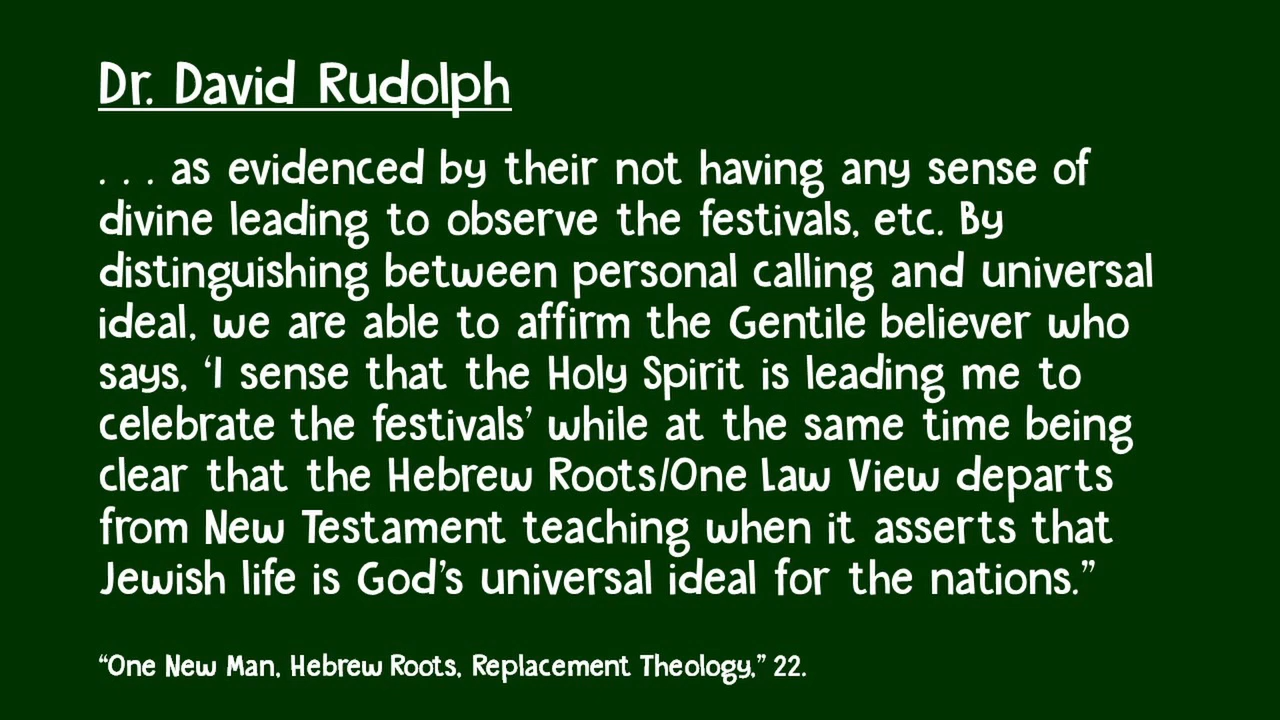 Dr. David Rudolph
. . . as evidenced by their not having any sense of
divine leading to observe the festivals, etc. By
distinguishing between personal calling and universal
ideal, we are able to affirm the Gentile believer who
says, ‘I sense that the Holy Spirit is leading me to
celebrate the festivals’ while at the same time being
clear that the Hebrew Roots/One Law View departs
from New Testament teaching when it asserts that
Jewish life is God’s universal ideal for the nations.”
“One New Man, Hebrew Roots, Replacement Theology,” 22.